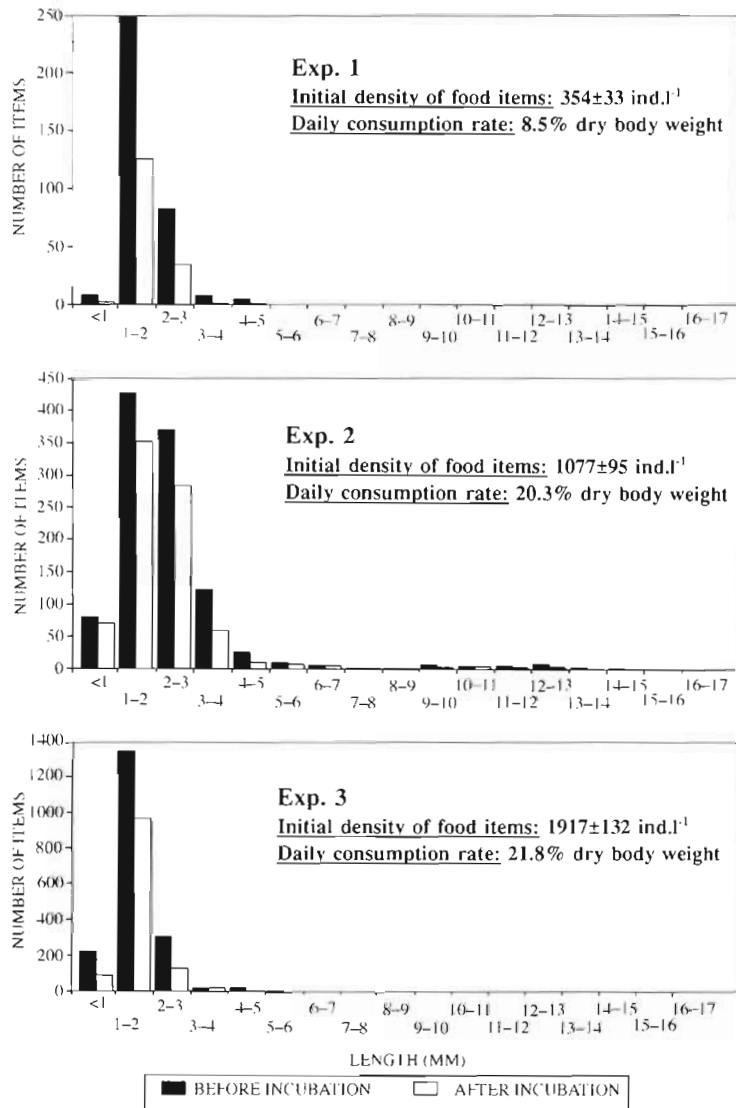 NUMBER OF ITEMS
250
200
150
100
50
0
Exp. 1
Initial density of food items: 354±33 ind.l⁻¹
Daily consumption rate: 8.5% dry body weight
<1 2–3 4–5 6–7 8–9 10–11 12–13 14–15 16–17
1–2 3–4 5–6 7–8 9–10 11–12 13–14 15–16
NUMBER OF ITEMS
450
400
350
300
250
200
150
100
50
0
Exp. 2
Initial density of food items: 1077±95 ind.l⁻¹
Daily consumption rate: 20.3% dry body weight
<1 2–3 4–5 6–7 8–9 10–11 12–13 14–15 16–17
1–2 3–4 5–6 7–8 9–10 11–12 13–14 15–16
NUMBER OF ITEMS
1400
1200
1000
800
600
400
200
0
Exp. 3
Initial density of food items: 1917±132 ind.l⁻¹
Daily consumption rate: 21.8% dry body weight
<1 2–3 4–5 6–7 8–9 10–11 12–13 14–15 16–17
1–2 3–4 5–6 7–8 9–10 11–12 13–14 15–16
LENGTH (MM)
BEFORE INCUBATION AFTER INCUBATION